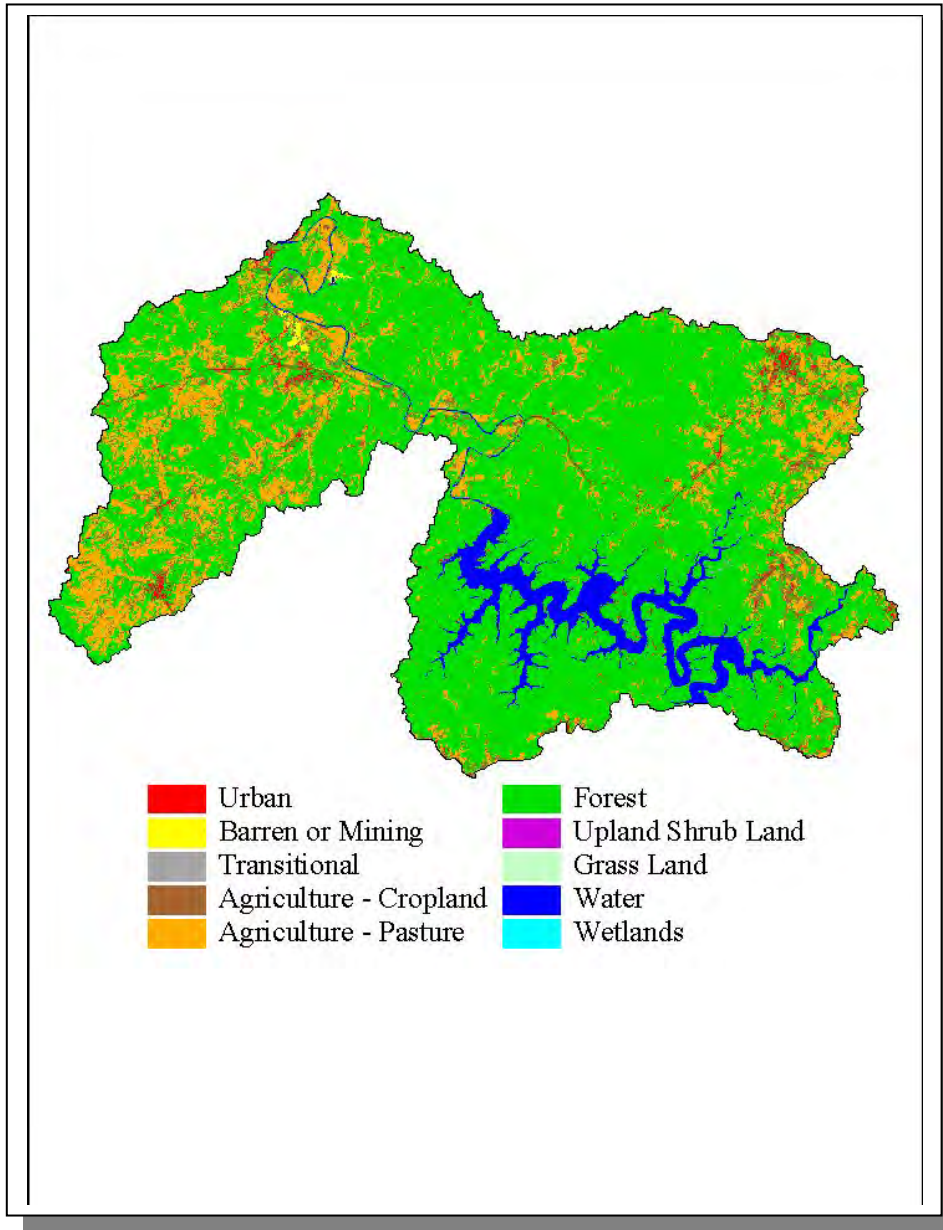 Urban
Barren or Mining
Transitional
Agriculture - Cropland
Agriculture - Pasture
Forest
Upland Shrub Land
Grass Land
Water
Wetlands